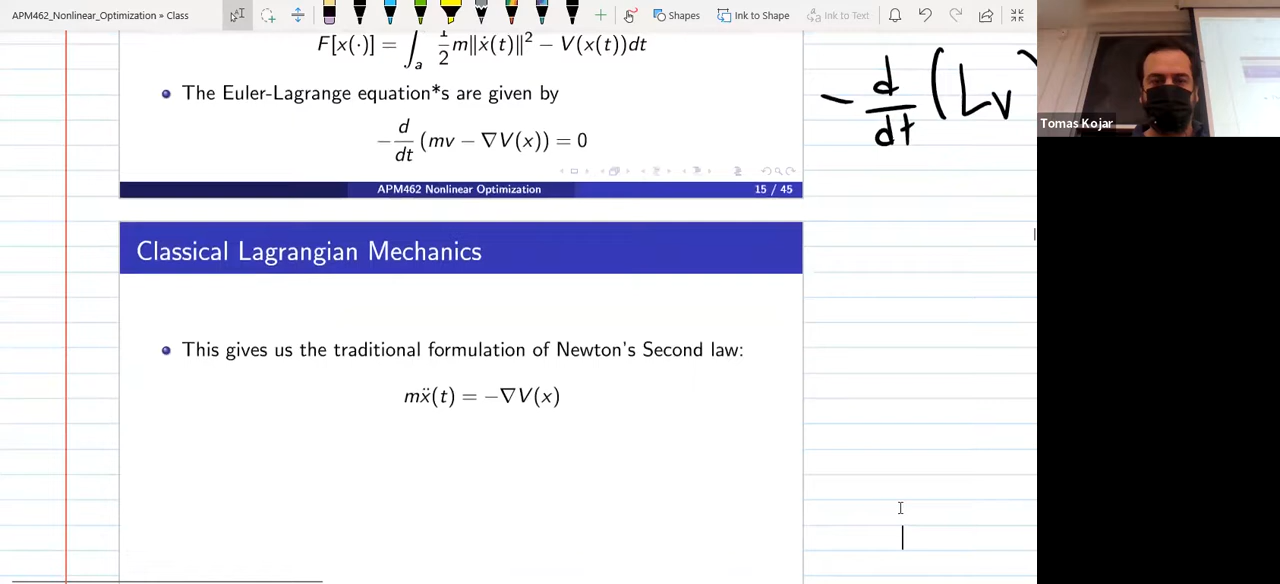 APM462_Nonlinear_Optimization » Class
Shapes
Ink to Shape
Ink to Text
F[x(·)] = ∫ₐ 1/2 m‖ẋ(t)‖² − V(x(t))dt
• The Euler-Lagrange equation*s are given by
− d/dt (mv − ∇V(x)) = 0
− d/dt (Lv
Tomas Kojar
APM462 Nonlinear Optimization
15 / 45
Classical Lagrangian Mechanics
• This gives us the traditional formulation of Newton's Second law:
mẍ(t) = −∇V(x)